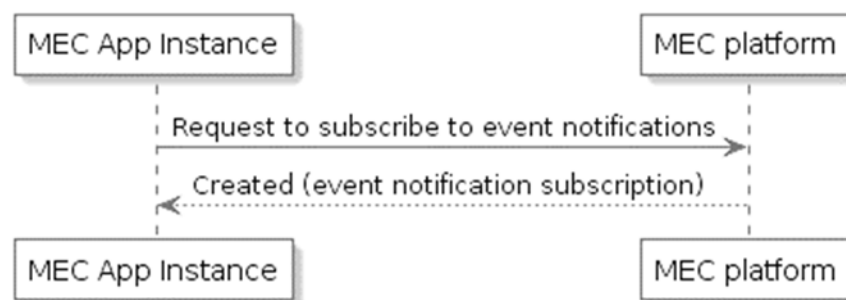 MEC App Instance
MEC platform
Request to subscribe to event notifications
Created (event notification subscription)
MEC App Instance
MEC platform